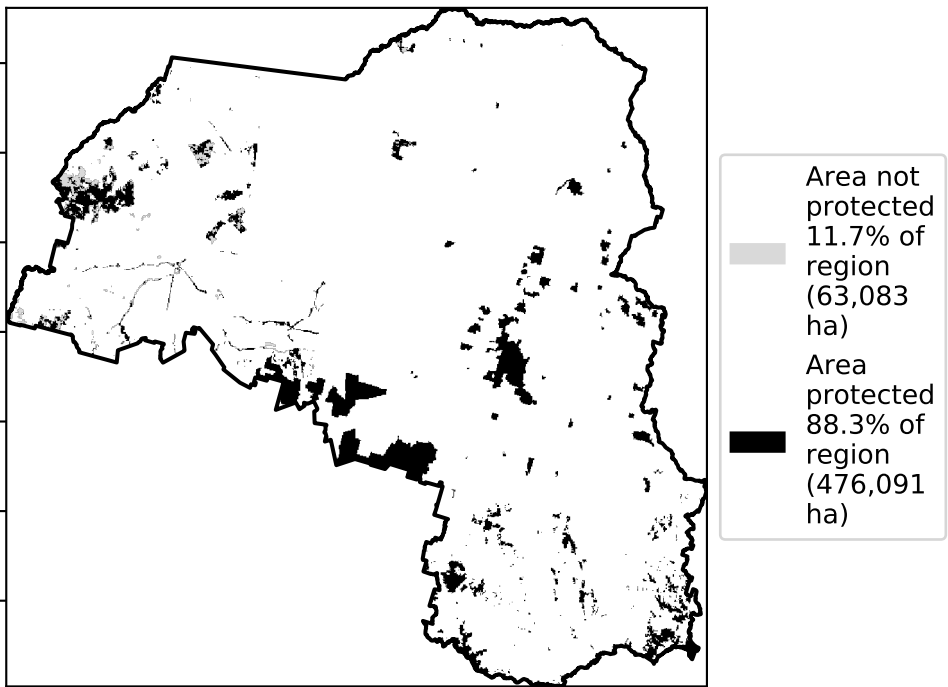 Area not
protected
11.7% of
region
(63,083
ha)
Area
protected
88.3% of
region
(476,091
ha)